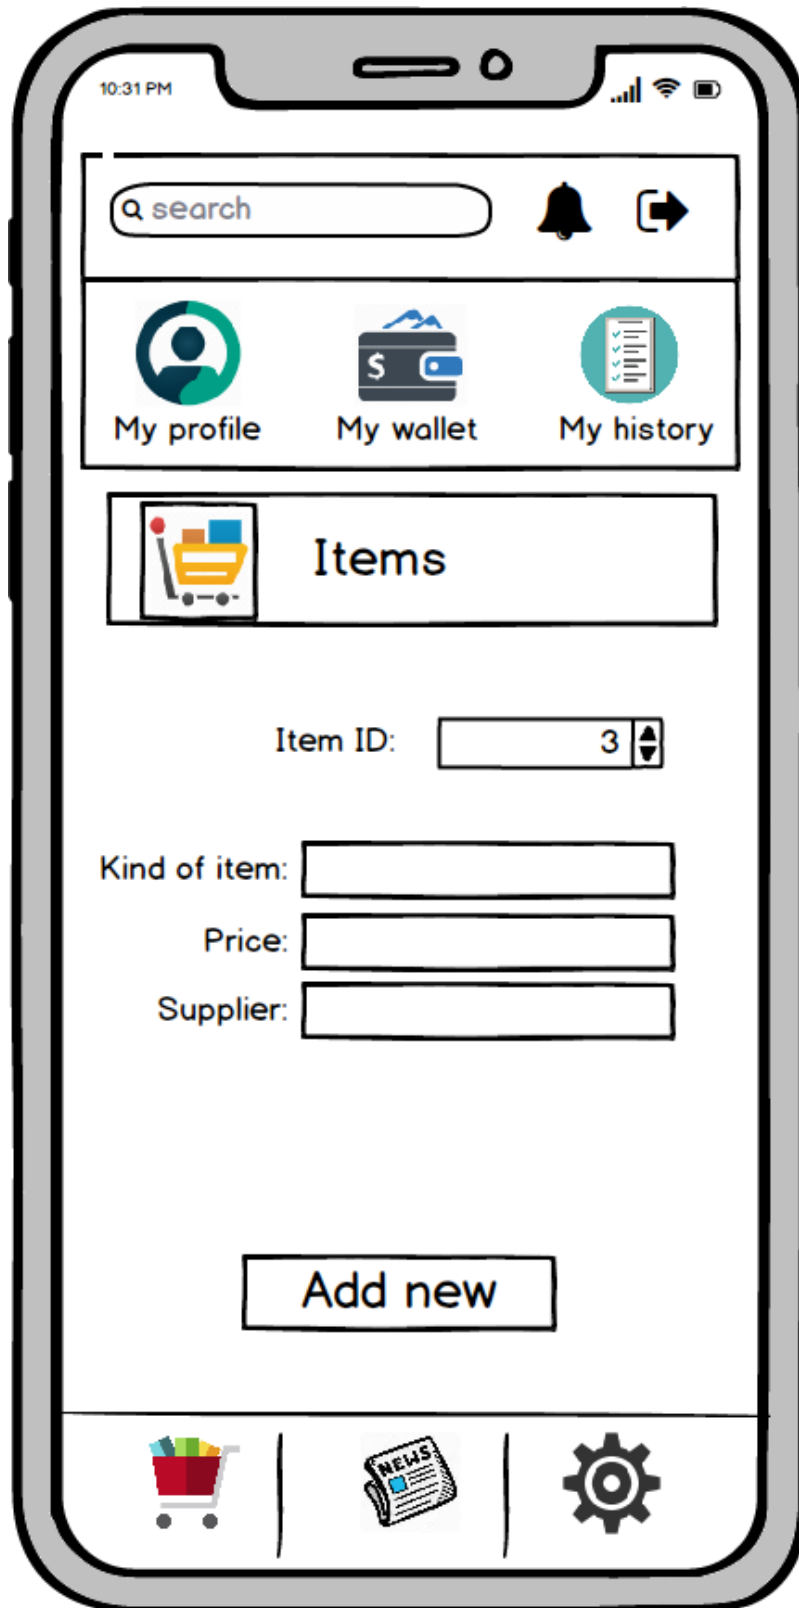 10:31 PM
search
$
My profile My wallet My history
Items
Item ID: 3
Kind of item:
Price:
Supplier:
Add new
NEWS